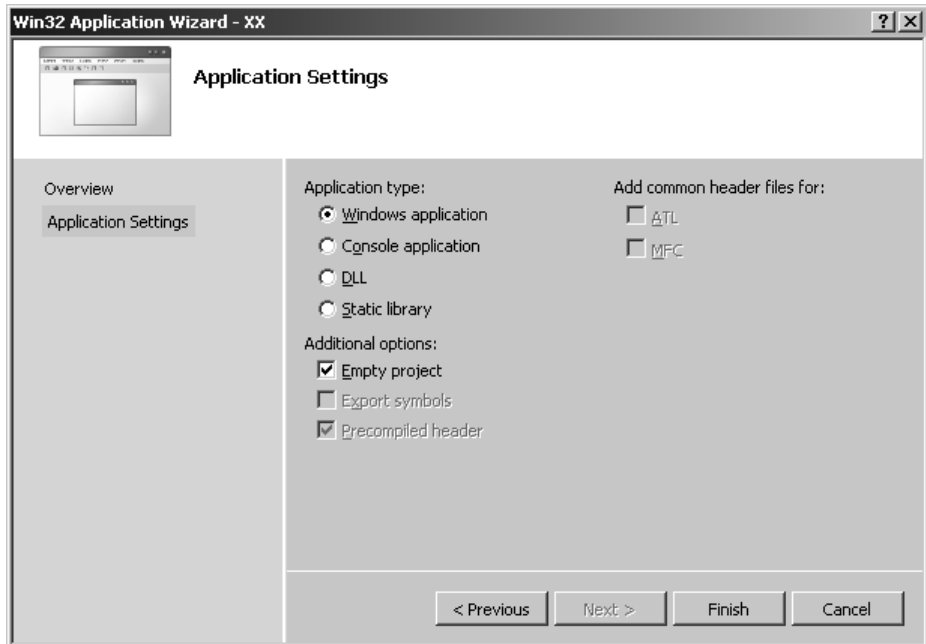 Win32 Application Wizard - XX
Application Settings
Overview
Application Settings
Application type:
Windows application
Console application
DLL
Static library
Additional options:
Empty project
Export symbols
Precompiled header
Add common header files for:
ATL
MFC
< Previous
Next >
Finish
Cancel